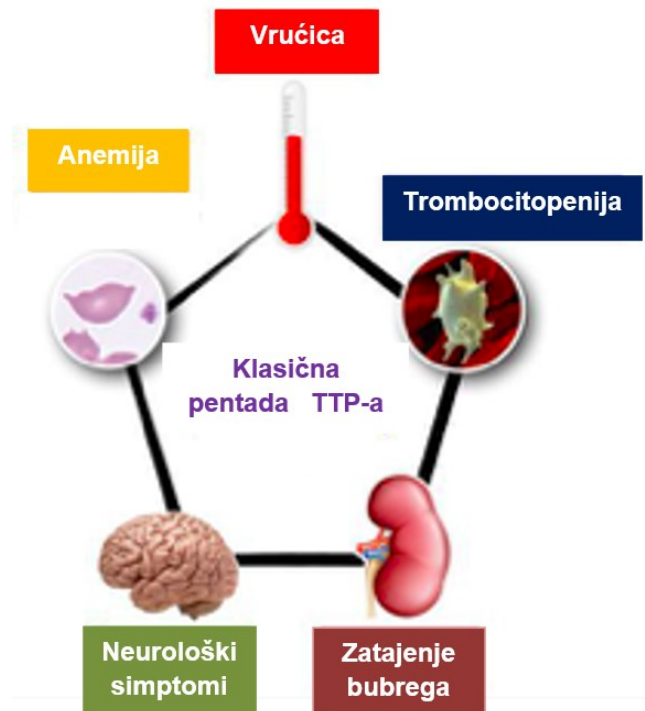 Vrućica
Anemija
Trombocitopenija
Klasična
pentada TTP-a
Neurološki
simptomi
Zatajenje
bubrega